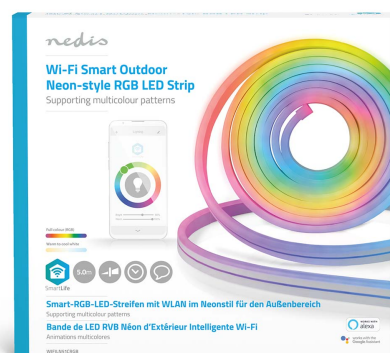 nedis
Wi-Fi Smart Outdoor
Neon-style RGB LED Strip
Supporting multicolour patterns
Full colour (RGB)
Warm to cool white
5.0m
SmartLife
Smart-RGB-LED-Streifen mit WLAN im Neonstil für den Außenbereich
Supporting multicolour patterns
Bande de LED RVB Néon d'Extérieur Intelligente Wi-Fi
Animations multicolores
works with
alexa
works with the
Google Assistant